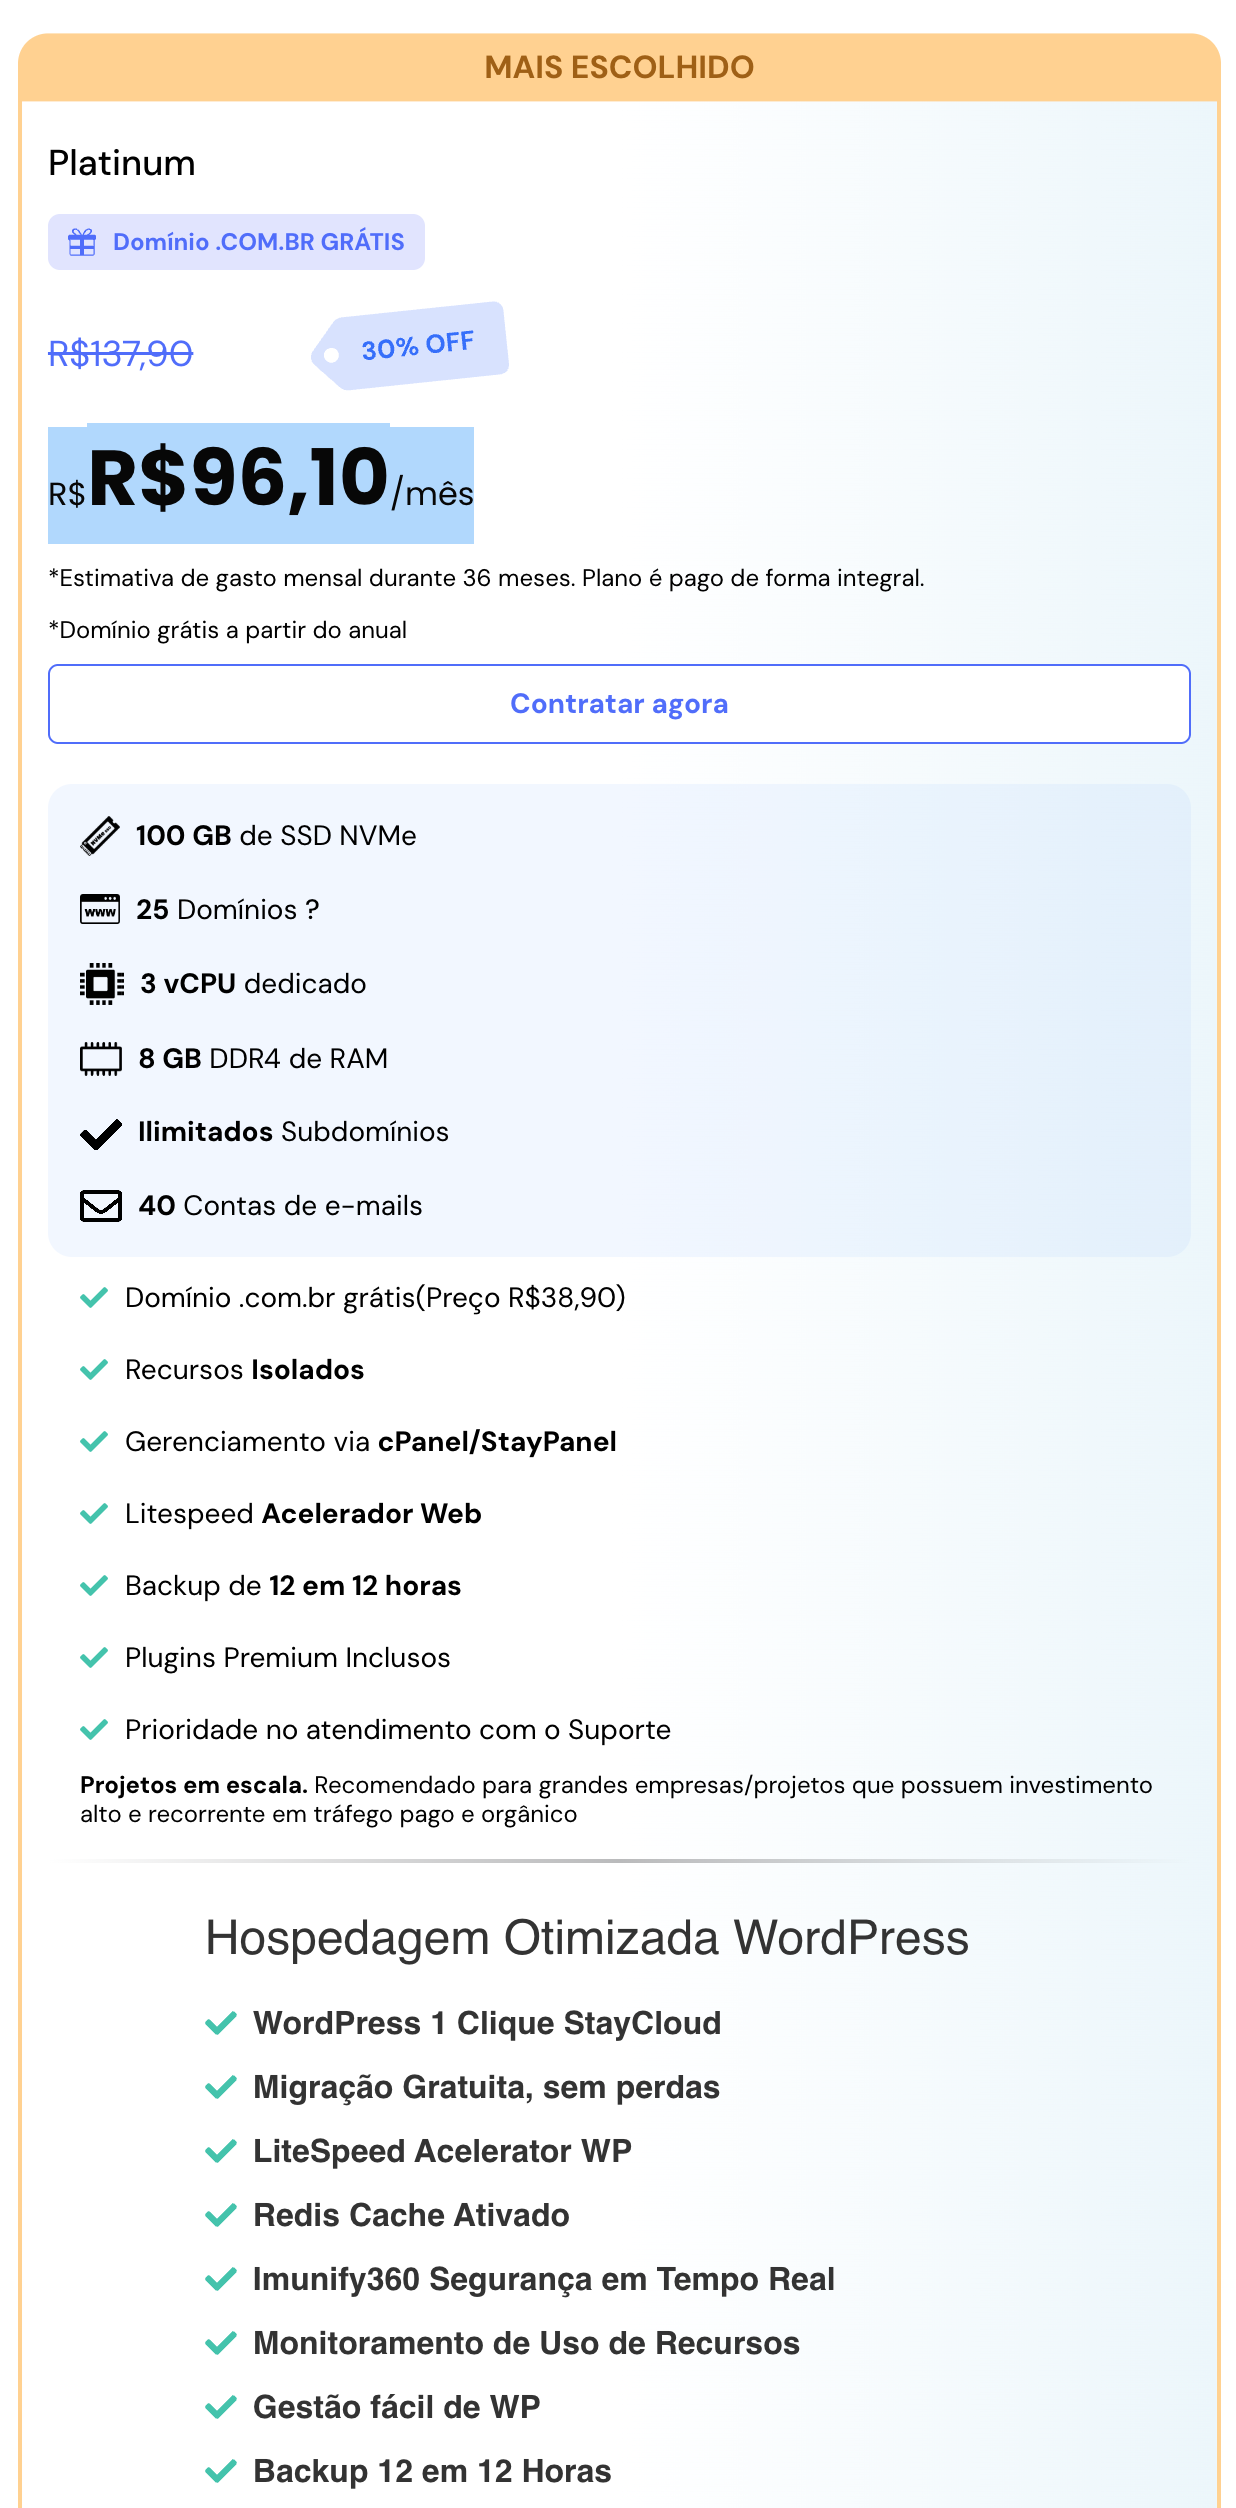 MAIS ESCOLHIDO
Platinum
Domínio .COM.BR GRÁTIS
R$137,90
30% OFF
R$R$96,10/mês
*Estimativa de gasto mensal durante 36 meses. Plano é pago de forma integral.
*Domínio grátis a partir do anual
Contratar agora
100 GB de SSD NVMe
25 Domínios ?
3 vCPU dedicado
8 GB DDR4 de RAM
Ilimitados Subdomínios
40 Contas de e-mails
Domínio .com.br grátis(Preço R$38,90)
Recursos Isolados
Gerenciamento via cPanel/StayPanel
Litespeed Acelerador Web
Backup de 12 em 12 horas
Plugins Premium Inclusos
Prioridade no atendimento com o Suporte
Projetos em escala. Recomendado para grandes empresas/projetos que possuem investimento
alto e recorrente em tráfego pago e orgânico
Hospedagem Otimizada WordPress
WordPress 1 Clique StayCloud
Migração Gratuita, sem perdas
LiteSpeed Acelerator WP
Redis Cache Ativado
Imunify360 Segurança em Tempo Real
Monitoramento de Uso de Recursos
Gestão fácil de WP
Backup 12 em 12 Horas